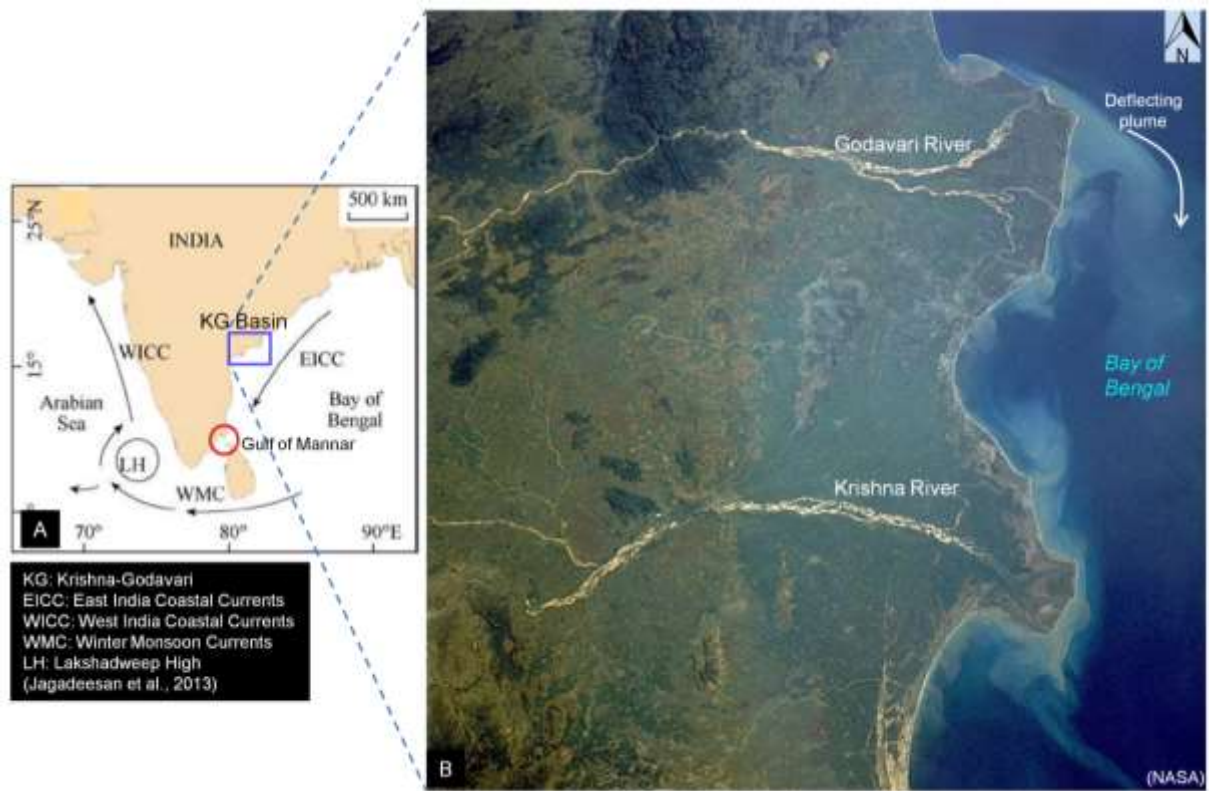 500 km
25°N
INDIA
KG Basin
WICC
EICC
15°
Arabian
Sea
Bay of
Bengal
Gulf of Mannar
LH
WMC
A
70°
80°
90°E
KG: Krishna-Godavari
EICC: East India Coastal Currents
WICC: West India Coastal Currents
WMC: Winter Monsoon Currents
LH: Lakshadweep High
(Jagadeesan et al., 2013)
N
Deflecting
plume
Godavari River
Bay of
Bengal
Krishna River
B
(NASA)